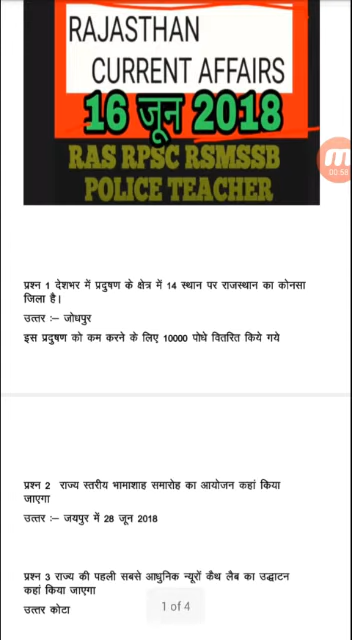 RAJASTHAN
CURRENT AFFAIRS
16 जून 2018
RAS RPSC RSMSSB
POLICE TEACHER
00:58
प्रश्न 1 देशभर में प्रदुषण के क्षेत्र में 14 स्थान पर राजस्थान का कोनसा
जिला है।
उत्तर :— जोधपुर
इस प्रदुषण को कम करने के लिए 10000 पोधे वितरित किये गये
प्रश्न 2 राज्य स्तरीय भामाशाह समारोह का आयोजन कहां किया
जाएगा
उत्तर :— जयपुर में 28 जून 2018
प्रश्न 3 राज्य की पहली सबसे आधुनिक न्यूरों कैथ लैब का उद्घाटन
कहां किया जाएगा
उत्तर कोटा
1 of 4